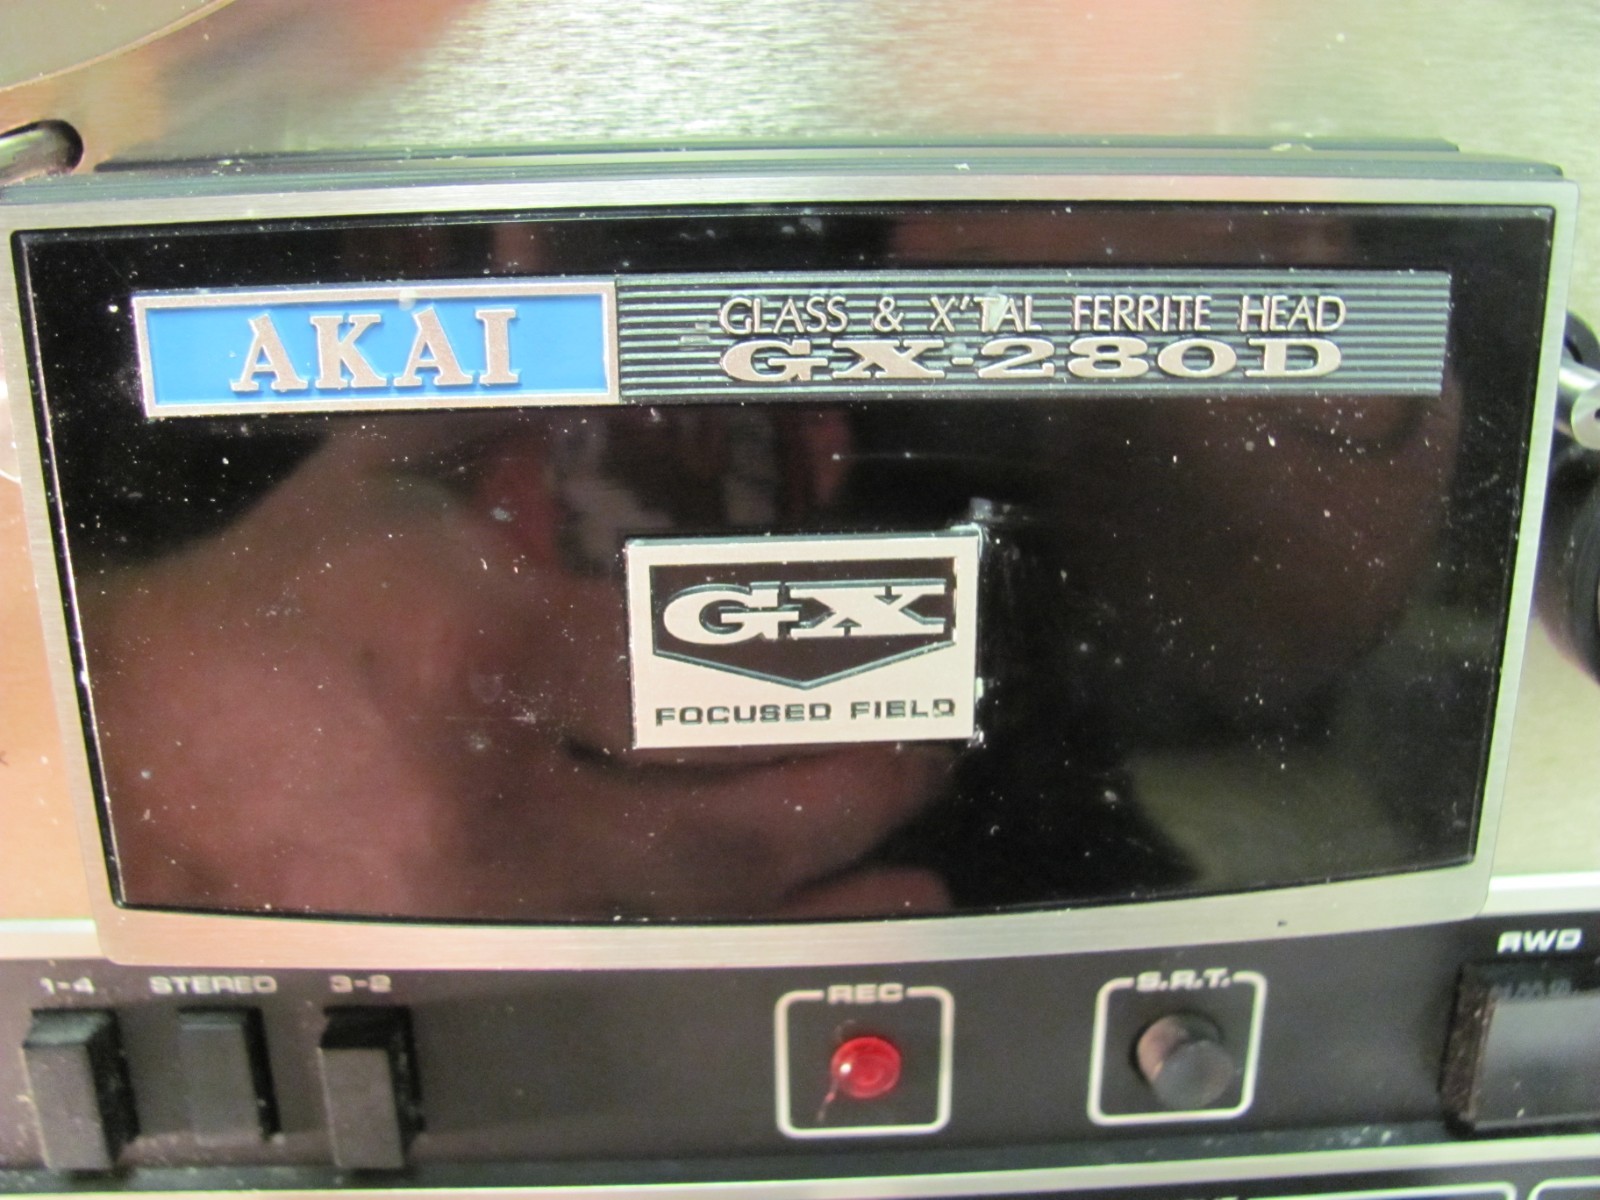 AKAI
GLASS & X'TAL FERRITE HEAD
GX-280D
GX
FOCUSED FIELD
1-4 STEREO 3-2
REC
S.R.T.
RWD